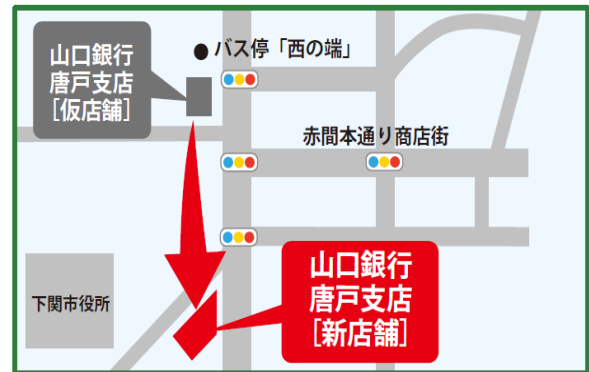 山口銀行
唐戸支店
[仮店舗]
バス停「西の端」
赤間本通り商店街
下関市役所
山口銀行
唐戸支店
[新店舗]